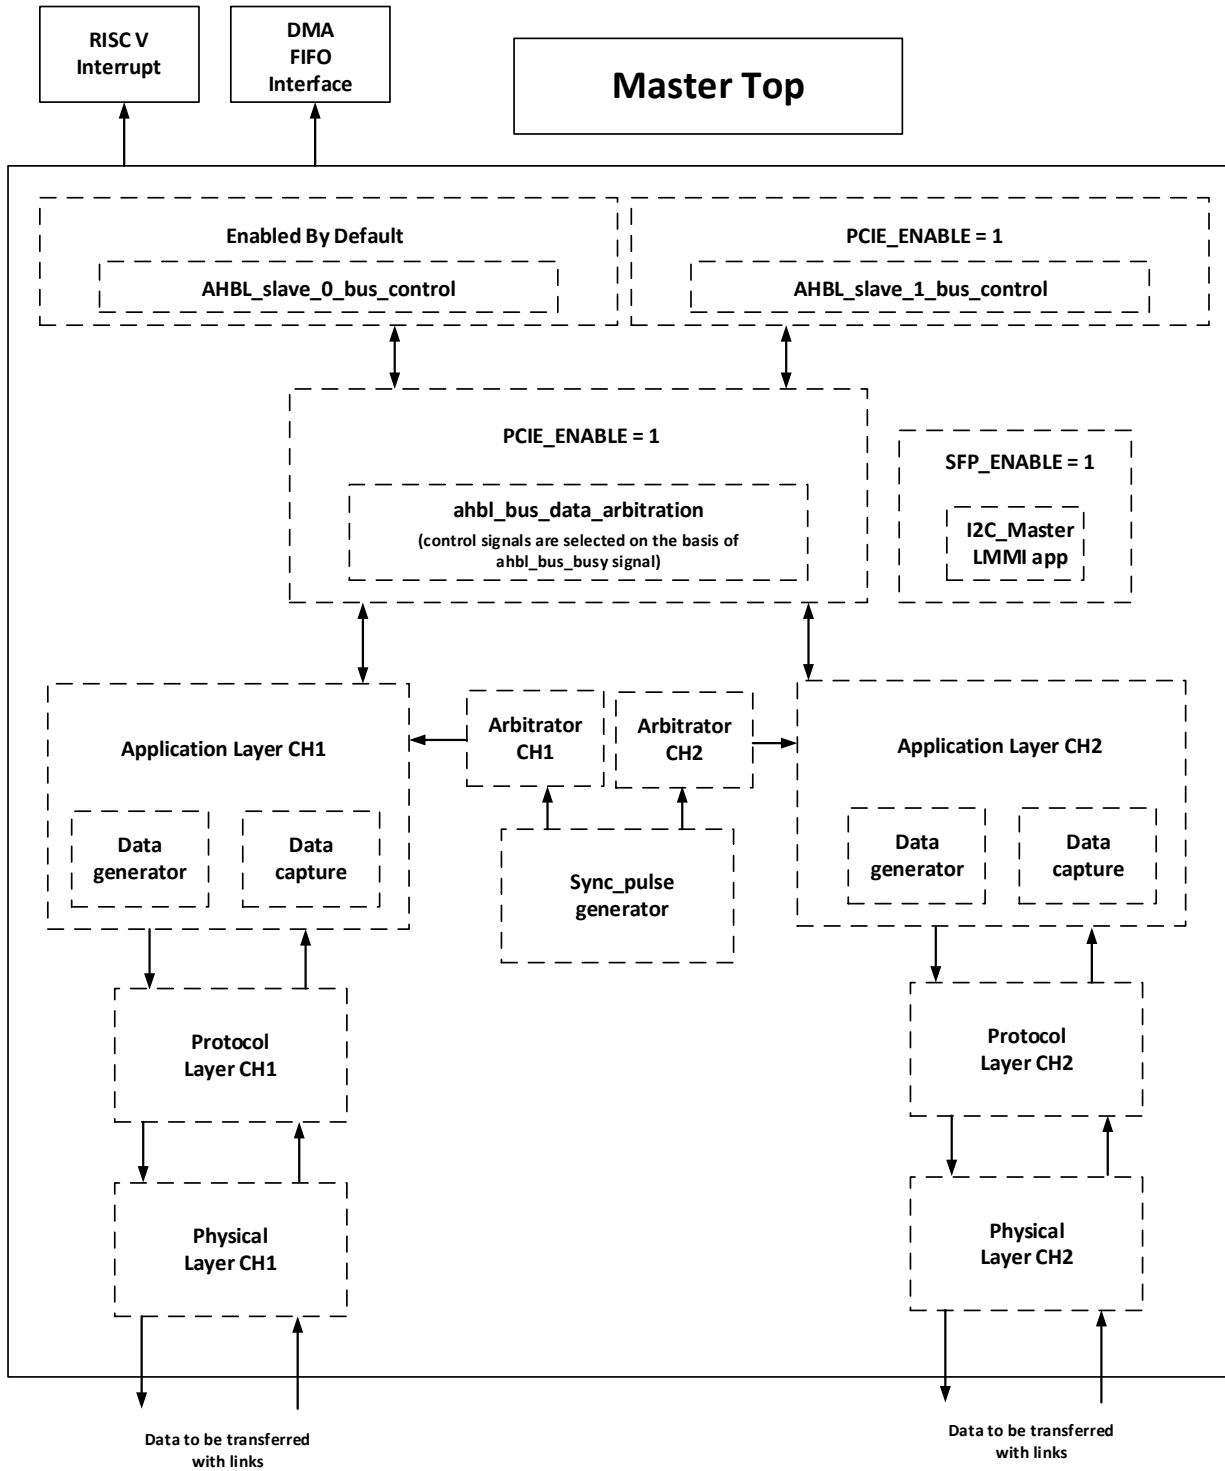 RISC V
Interrupt
DMA
FIFO
Interface
Master Top
Enabled By Default
AHBL_slave_0_bus_control
PCIE_ENABLE = 1
AHBL_slave_1_bus_control
PCIE_ENABLE = 1
ahbl_bus_data_arbitration
(control signals are selected on the basis of
ahbl_bus_busy signal)
SFP_ENABLE = 1
I2C_Master
LMMI app
Application Layer CH1
Data
generator
Data
capture
Arbitrator
CH1
Arbitrator
CH2
Sync_pulse
generator
Application Layer CH2
Data
generator
Data
capture
Protocol
Layer CH1
Protocol
Layer CH2
Physical
Layer CH1
Physical
Layer CH2
Data to be transferred
with links
Data to be transferred
with links